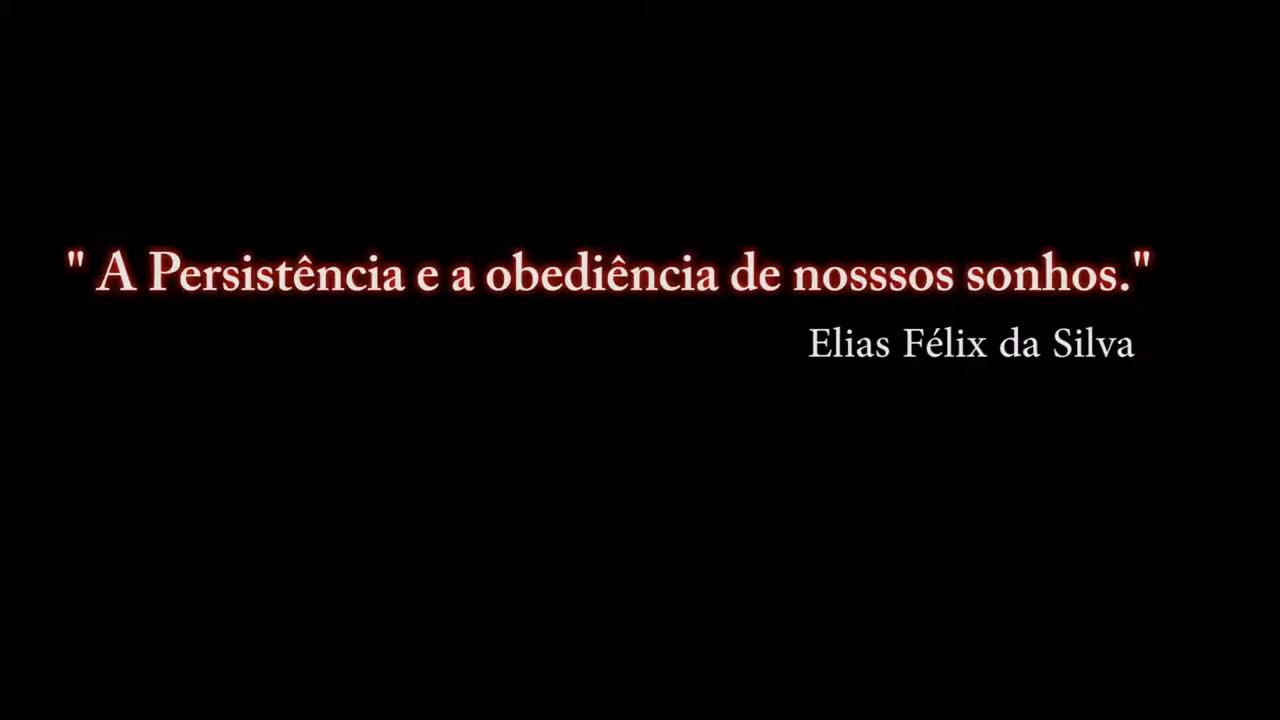 " A Persistência e a obediência de nosssos sonhos."
Elias Félix da Silva